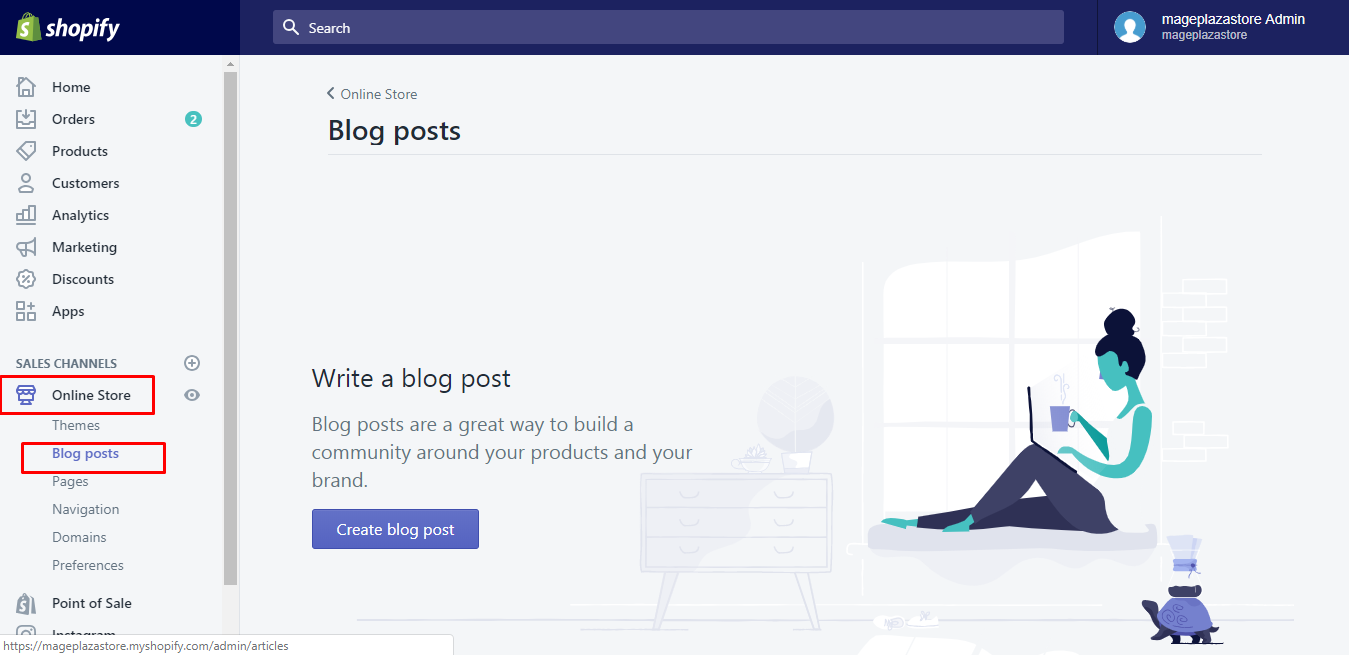 shopify
Search
mageplazastore Admin
mageplazastore
Home
Orders 2
Products
Customers
Analytics
Marketing
Discounts
Apps
SALES CHANNELS
Online Store
Themes
Blog posts
Pages
Navigation
Domains
Preferences
Point of Sale
Instagram
Online Store
Blog posts
Write a blog post
Blog posts are a great way to build a
community around your products and your
brand.
Create blog post
https://mageplazastore.myshopify.com/admin/articles